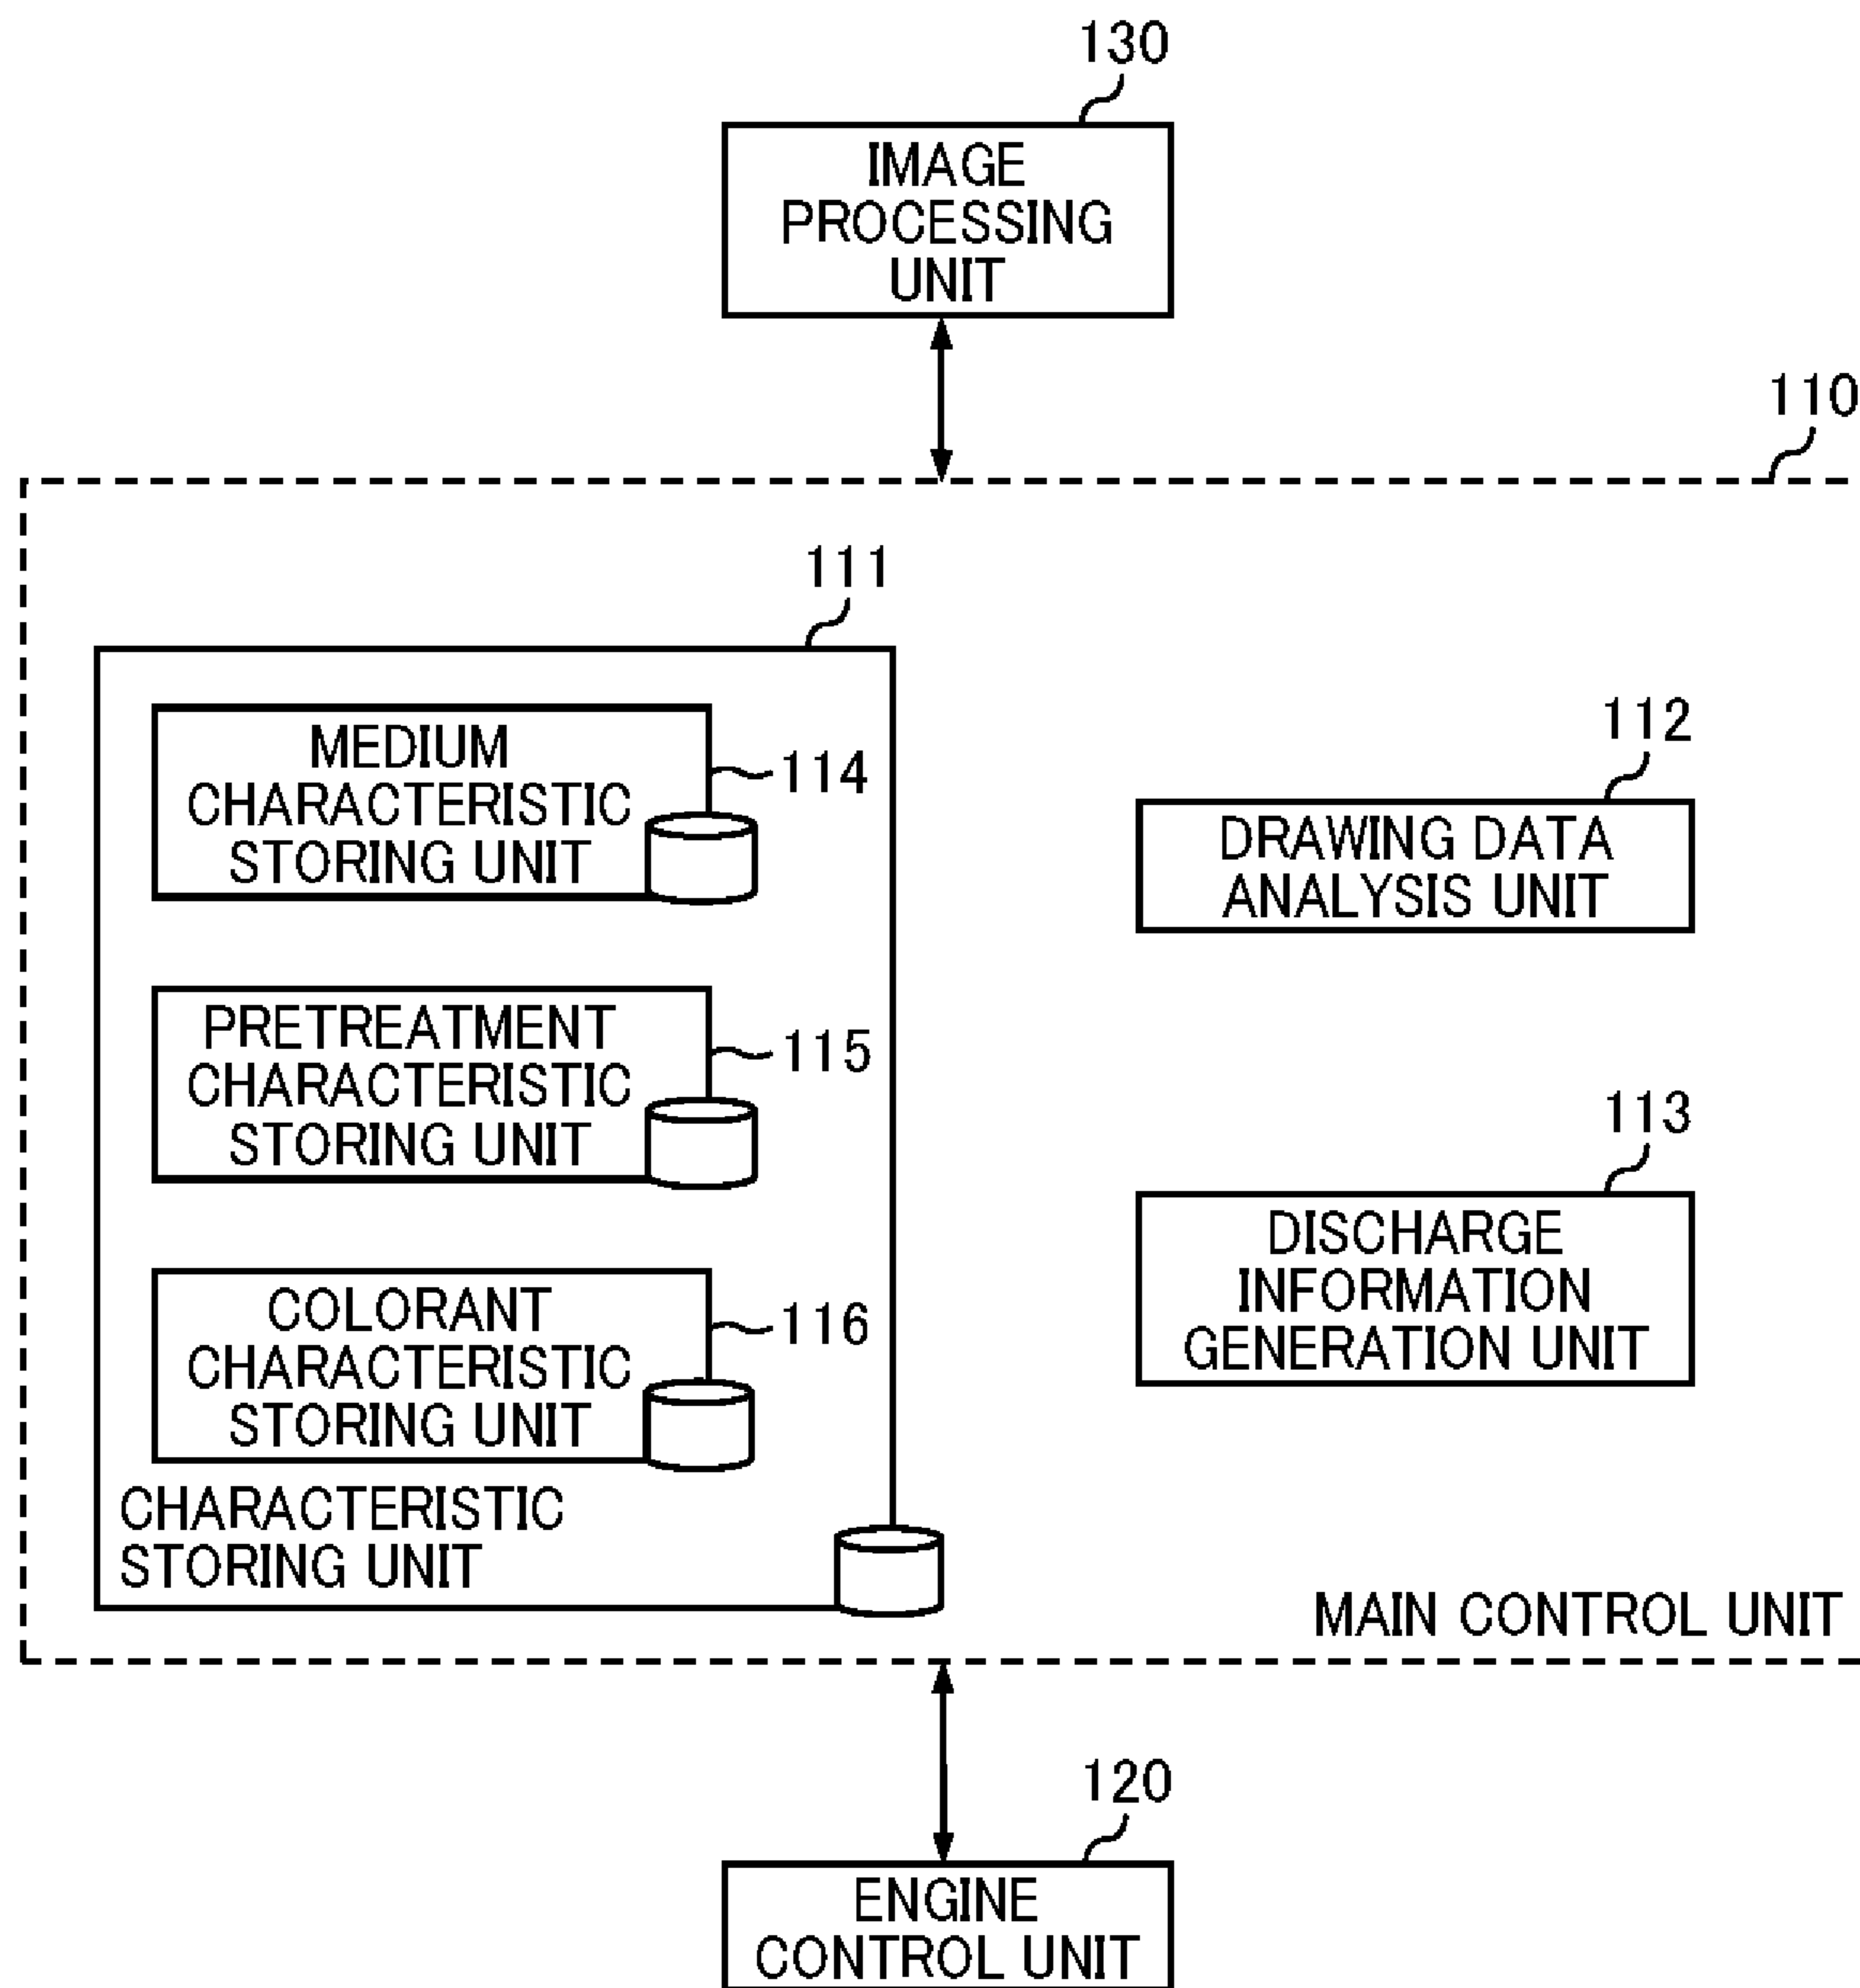 130
IMAGE
PROCESSING
UNIT
110
111
MEDIUM
CHARACTERISTIC
STORING UNIT
114
PRETREATMENT
CHARACTERISTIC
STORING UNIT
115
COLORANT
CHARACTERISTIC
STORING UNIT
116
CHARACTERISTIC
STORING UNIT
112
DRAWING DATA
ANALYSIS UNIT
113
DISCHARGE
INFORMATION
GENERATION UNIT
MAIN CONTROL UNIT
120
ENGINE
CONTROL UNIT